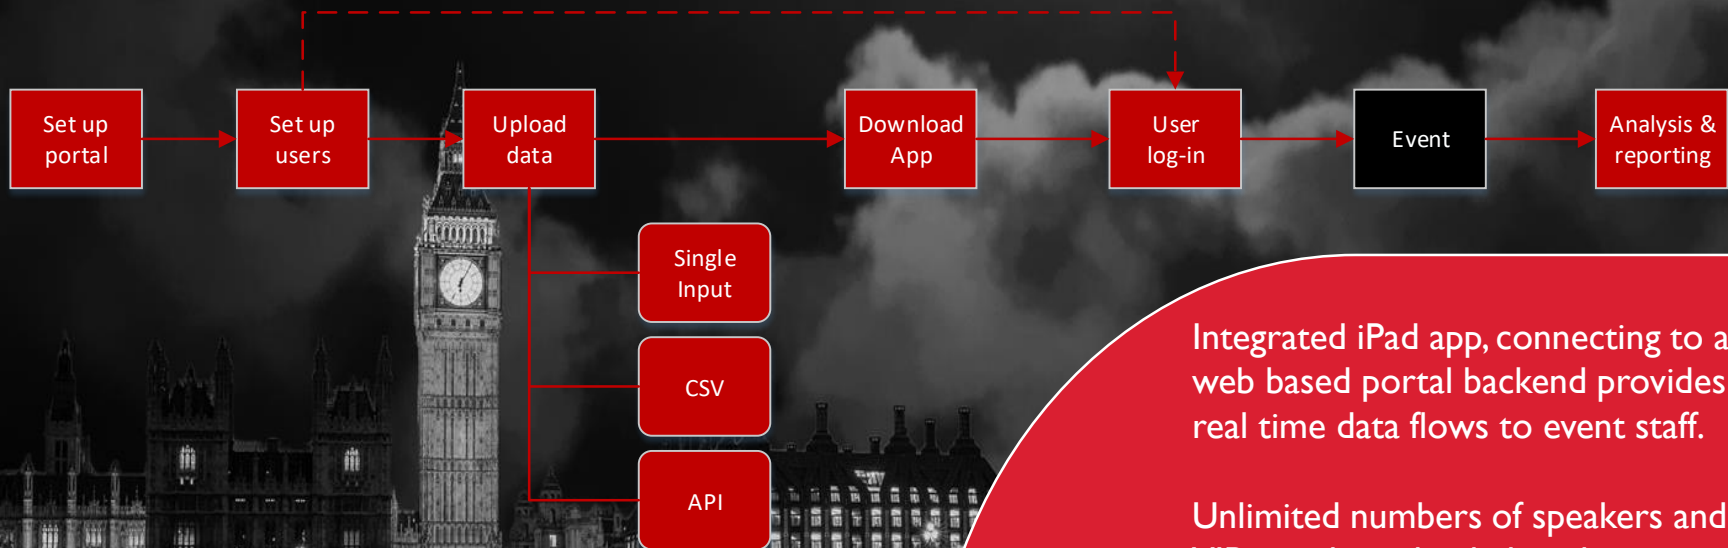 Set up
portal
Set up
users
Upload
data
Download
App
User
log-in
Event
Analysis &
reporting
Single
Input
CSV
API
Integrated iPad app, connecting to a
web based portal backend provides
real time data flows to event staff.
Unlimited numbers of speakers and